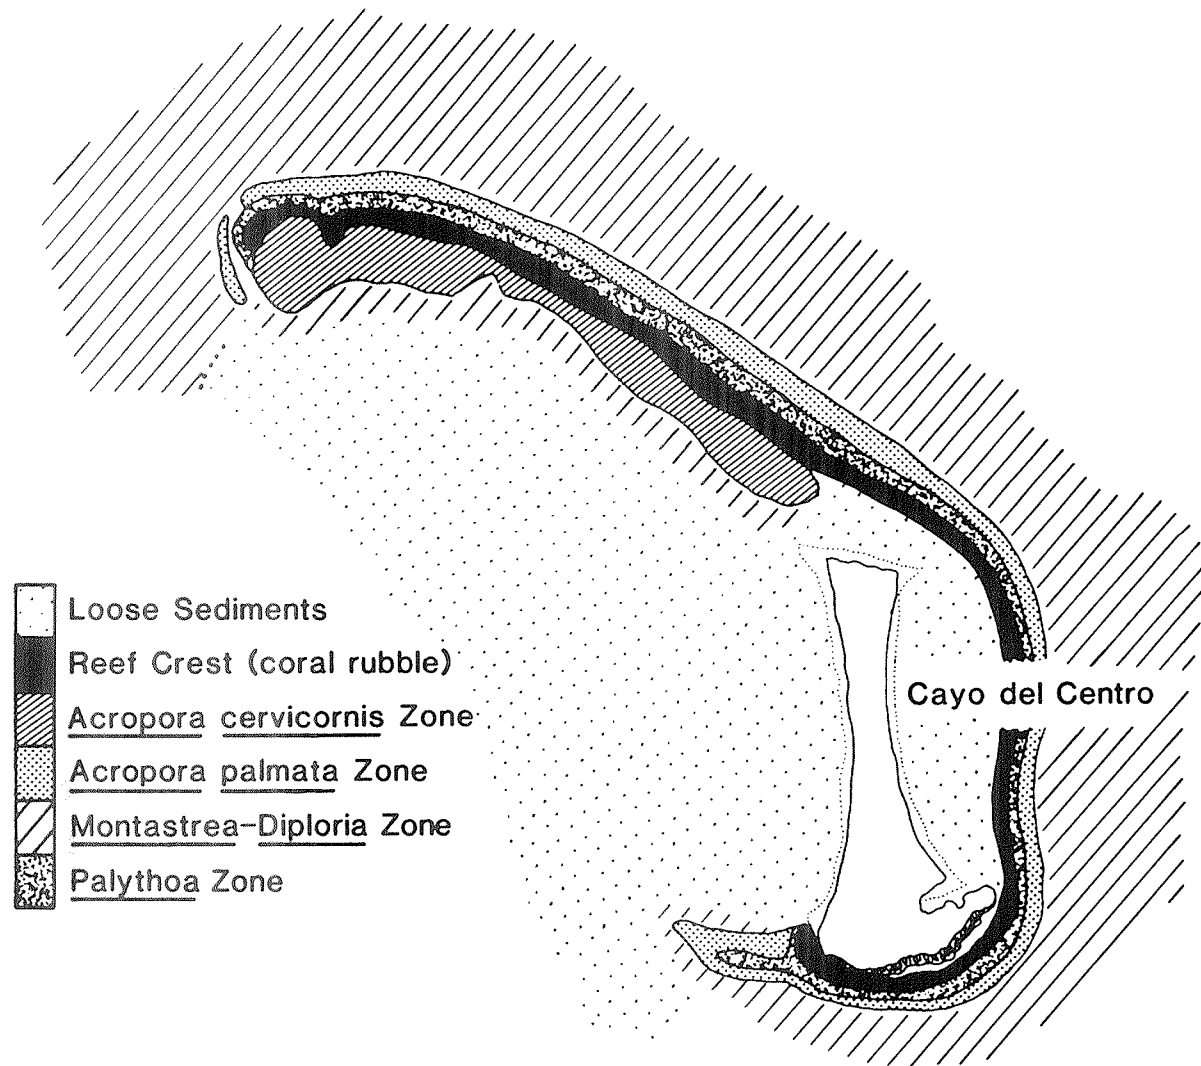 Cayo del Centro
Loose Sediments
Reef Crest (coral rubble)
Acropora cervicornis Zone
Acropora palmata Zone
Montastrea-Diploria Zone
Palythoa Zone